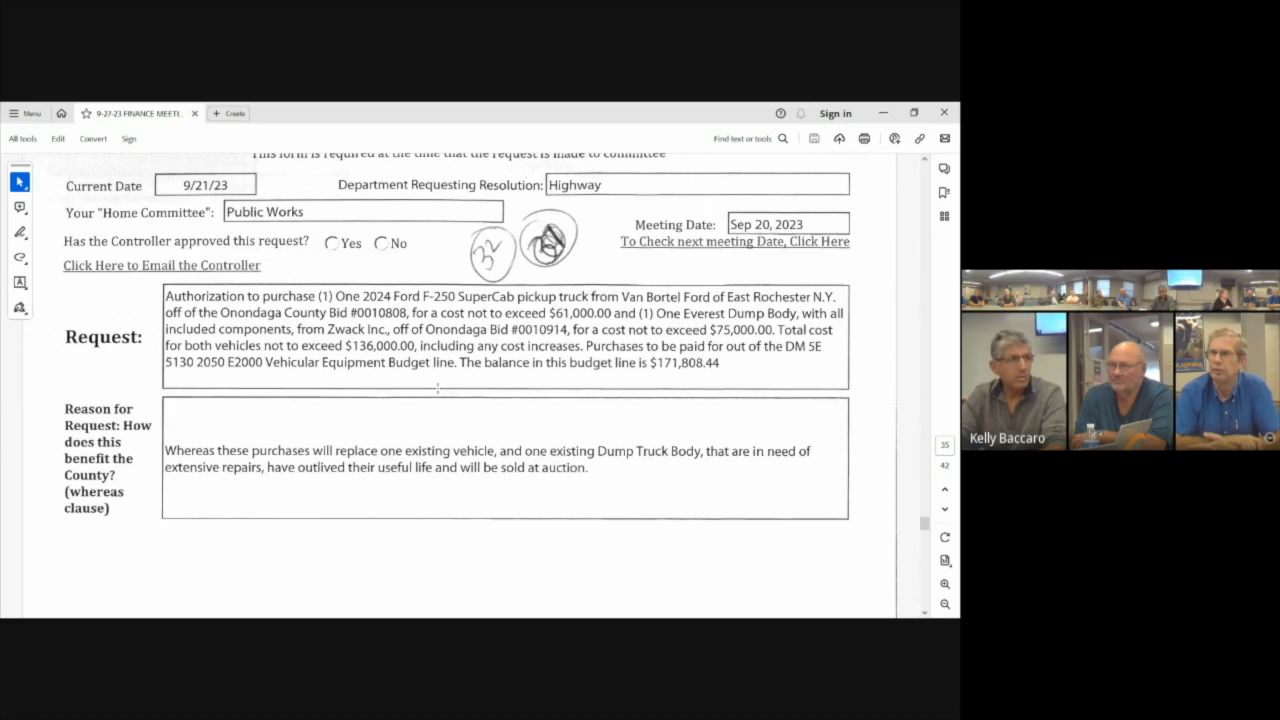 Menu
9-27-23 FINANCE MEETI...
Create
Sign in
All tools
Edit
Convert
Sign
Find text or tools
This form is required at the time that the request is made to committee
Current Date
9/21/23
Department Requesting Resolution:
Highway
Your "Home Committee":
Public Works
Meeting Date:
Sep 20, 2023
Has the Controller approved this request?
Yes
No
32
To Check next meeting Date, Click Here
Click Here to Email the Controller
Request:
Authorization to purchase (1) One 2024 Ford F-250 SuperCab pickup truck from Van Bortel Ford of East Rochester N.Y.
off of the Onondaga County Bid #0010808, for a cost not to exceed $61,000.00 and (1) One Everest Dump Body, with all
included components, from Zwack Inc., off of Onondaga Bid #0010914, for a cost not to exceed $75,000.00. Total cost
for both vehicles not to exceed $136,000.00, including any cost increases. Purchases to be paid for out of the DM 5E
5130 2050 E2000 Vehicular Equipment Budget line. The balance in this budget line is $171,808.44
Reason for
Request: How
does this
benefit the
County?
(whereas
clause)
Whereas these purchases will replace one existing vehicle, and one existing Dump Truck Body, that are in need of
extensive repairs, have outlived their useful life and will be sold at auction.
35
42
Kelly Baccaro